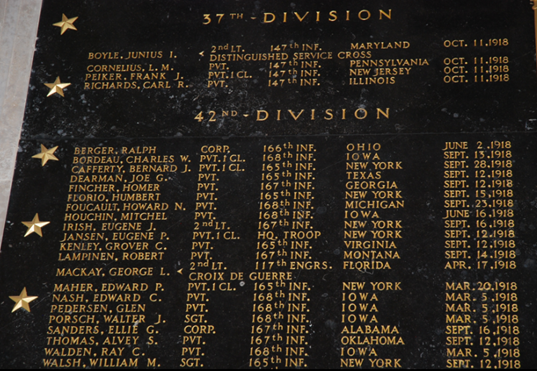 37TH - DIVISION
BOYLE, JUNIUS I. 2nd LT. 147th INF. MARYLAND OCT. 11, 1918
DISTINGUISHED SERVICE CROSS
CORNELIUS, L. M. PVT. 147th INF. PENNSYLVANIA OCT. 11, 1918
PEIKER, FRANK J. PVT. 1 CL. 147th INF. NEW JERSEY OCT. 11, 1918
RICHARDS, CARL R. PVT. 147th INF. ILLINOIS OCT. 11, 1918
42ND - DIVISION
BERGER, RALPH CORP. 166th INF. OHIO JUNE 2, 1918
BORDEAU, CHARLES W. PVT. 1 CL. 168th INF. IOWA SEPT. 13, 1918
CAFFERTY, BERNARD J. PVT. 1 CL. 165th INF. NEW YORK SEPT. 28, 1918
DEARMAN, JOE G. PVT. 165th INF. TEXAS SEPT. 12, 1918
FINCHER, HOMER PVT. 167th INF. GEORGIA SEPT. 12, 1918
FLORIO, HUMBERT PVT. 165th INF. NEW YORK SEPT. 15, 1918
FOUCAULT, HOWARD N. PVT. 168th INF. MICHIGAN SEPT. 23, 1918
HOUCHIN, MITCHEL PVT. 168th INF. IOWA JUNE 16, 1918
IRISH, EUGENE J. 2nd LT. 167th INF. NEW YORK SEPT. 16, 1918
JANSEN, EUGENE P. PVT. 1 CL. HQ. TROOP NEW YORK SEPT. 12, 1918
KENLEY, GROVER C. PVT. 165th INF. VIRGINIA SEPT. 12, 1918
LAMPINEN, ROBERT PVT. 167th INF. MONTANA SEPT. 14, 1918
MACKAY, GEORGE L. 2nd LT. 117th ENGRS. FLORIDA APR. 17, 1918
CROIX DE GUERRE
MAHER, EDWARD P. PVT. 1 CL. 165th INF. NEW YORK MAR. 20, 1918
NASH, EDWARD C. PVT. 168th INF. IOWA MAR. 5, 1918
PEDERSEN, GLEN PVT. 168th INF. IOWA MAR. 5, 1918
PORSCH, WALTER J. SGT. 168th INF. IOWA MAR. 5, 1918
SANDERS, ELLIE G. CORP. 167th INF. ALABAMA SEPT. 16, 1918
THOMAS, ALVEY S. PVT. 167th INF. OKLAHOMA SEPT. 12, 1918
WALDEN, RAY C. PVT. 168th INF. IOWA MAR. 5, 1918
WALSH, WILLIAM M. SGT. 165th INF. NEW YORK SEPT. 12, 1918